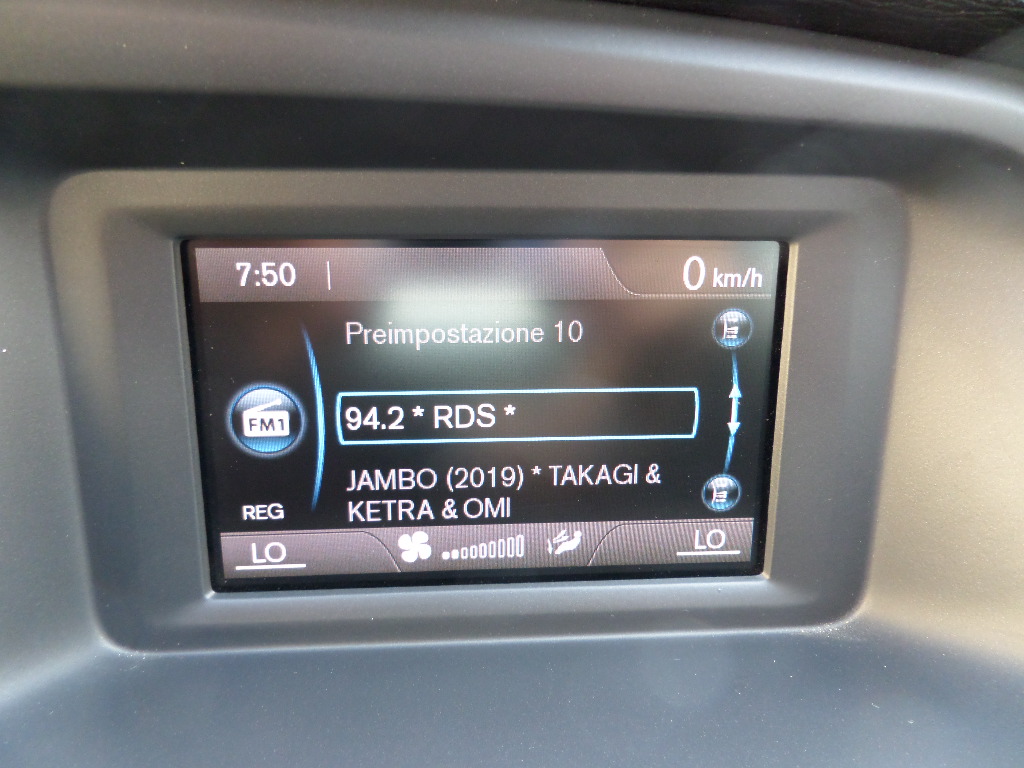 7:50
0 km/h
Preimpostazione 10
FM1
94.2 * RDS *
JAMBO (2019) * TAKAGI &
KETRA & OMI
REG
LO
LO